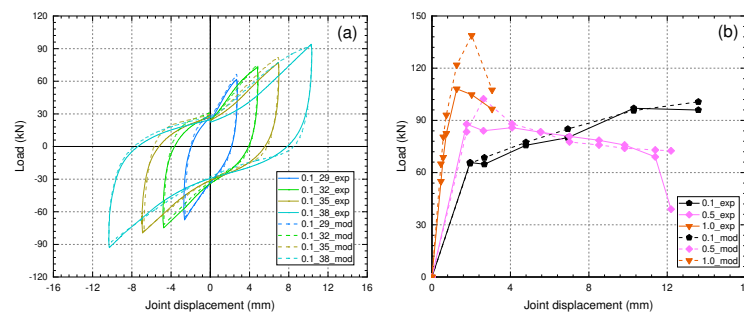 (a)
Load (kN)
120
90
60
30
0
-30
-60
-90
-120
-16
-12
-8
-4
0
4
8
12
16
Joint displacement (mm)
0.1_29_exp
0.1_32_exp
0.1_35_exp
0.1_38_exp
0.1_29_mod
0.1_32_mod
0.1_35_mod
0.1_38_mod
(b)
Load (kN)
150
120
90
60
30
0
0
4
8
12
16
Joint displacement (mm)
0.1_exp
0.5_exp
1.0_exp
0.1_mod
0.5_mod
1.0_mod